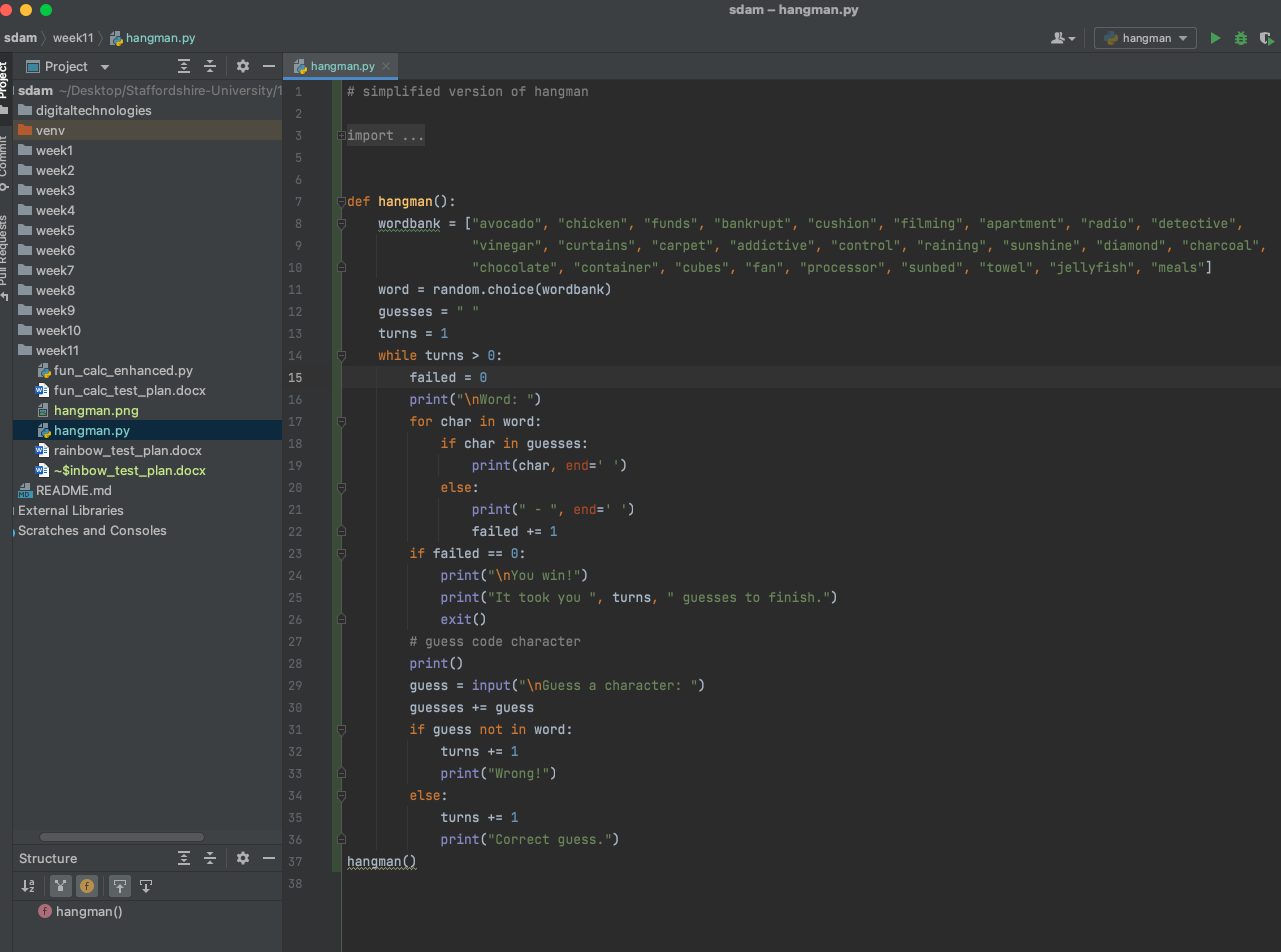 sdam – hangman.py
sdam week11 hangman.py
hangman
Project
hangman.py
Project
Commit
Pull Requests
sdam ~/Desktop/Staffordshire-University/1
digitaltechnologies
venv
week1
week2
week3
week4
week5
week6
week7
week8
week9
week10
week11
fun_calc_enhanced.py
fun_calc_test_plan.docx
hangman.png
hangman.py
rainbow_test_plan.docx
~$inbow_test_plan.docx
README.md
External Libraries
Scratches and Consoles
Structure
hangman()
1 # simplified version of hangman
2
3 import ...
5
6
7 def hangman():
8 wordbank = ["avocado", "chicken", "funds", "bankrupt", "cushion", "filming", "apartment", "radio", "detective",
9 "vinegar", "curtains", "carpet", "addictive", "control", "raining", "sunshine", "diamond", "charcoal",
10 "chocolate", "container", "cubes", "fan", "processor", "sunbed", "towel", "jellyfish", "meals"]
11 word = random.choice(wordbank)
12 guesses = " "
13 turns = 1
14 while turns > 0:
15 failed = 0
16 print("\nWord: ")
17 for char in word:
18 if char in guesses:
19 print(char, end=' ')
20 else:
21 print(" - ", end=' ')
22 failed += 1
23 if failed == 0:
24 print("\nYou win!")
25 print("It took you ", turns, " guesses to finish.")
26 exit()
27 # guess code character
28 print()
29 guess = input("\nGuess a character: ")
30 guesses += guess
31 if guess not in word:
32 turns += 1
33 print("Wrong!")
34 else:
35 turns += 1
36 print("Correct guess.")
37 hangman()
38